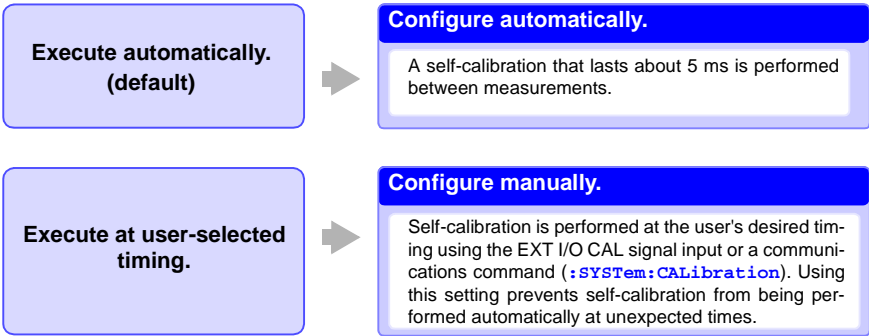 Execute automatically.
(default)
Configure automatically.
A self-calibration that lasts about 5 ms is performed
between measurements.
Execute at user-selected
timing.
Configure manually.
Self-calibration is performed at the user's desired tim-
ing using the EXT I/O CAL signal input or a communi-
cations command (:SYSTem:CALibration). Using
this setting prevents self-calibration from being per-
formed automatically at unexpected times.